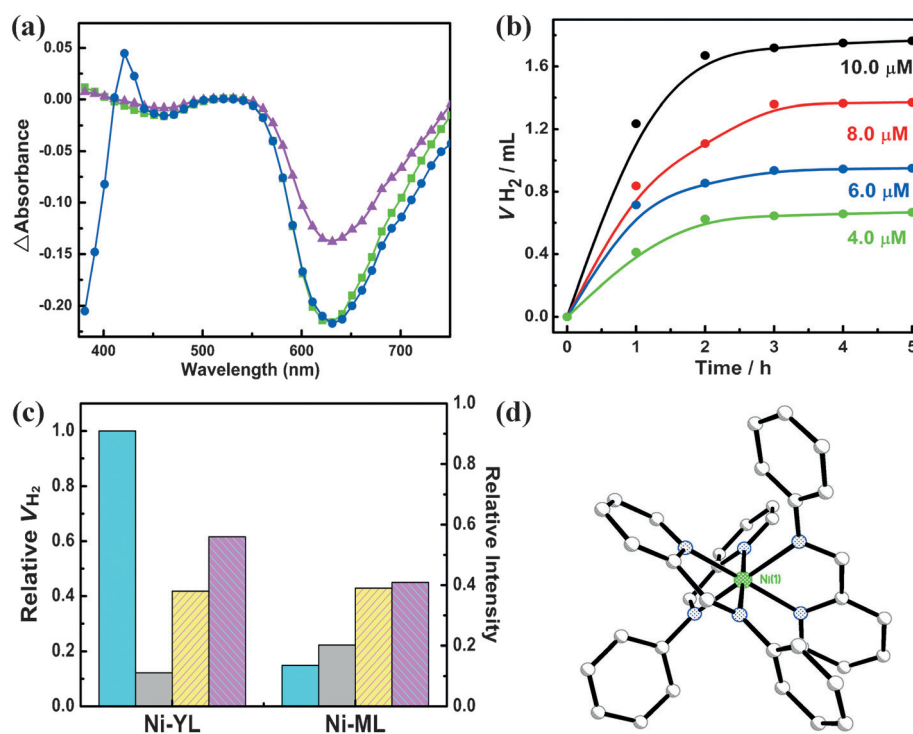 (a)
0.05
0.00
-0.05
-0.10
-0.15
-0.20
△Absorbance
400 500 600 700
Wavelength (nm)
(b)
1.6
1.2
0.8
0.4
0.0
V H₂ / mL
10.0 μM
8.0 μM
6.0 μM
4.0 μM
0 1 2 3 4 5
Time / h
(c)
1.0
0.8
0.6
0.4
0.2
0.0
Relative V H₂
1.0
0.8
0.6
0.4
0.2
0.0
Relative Intensity
Ni-YL Ni-ML
(d)
Ni(1)